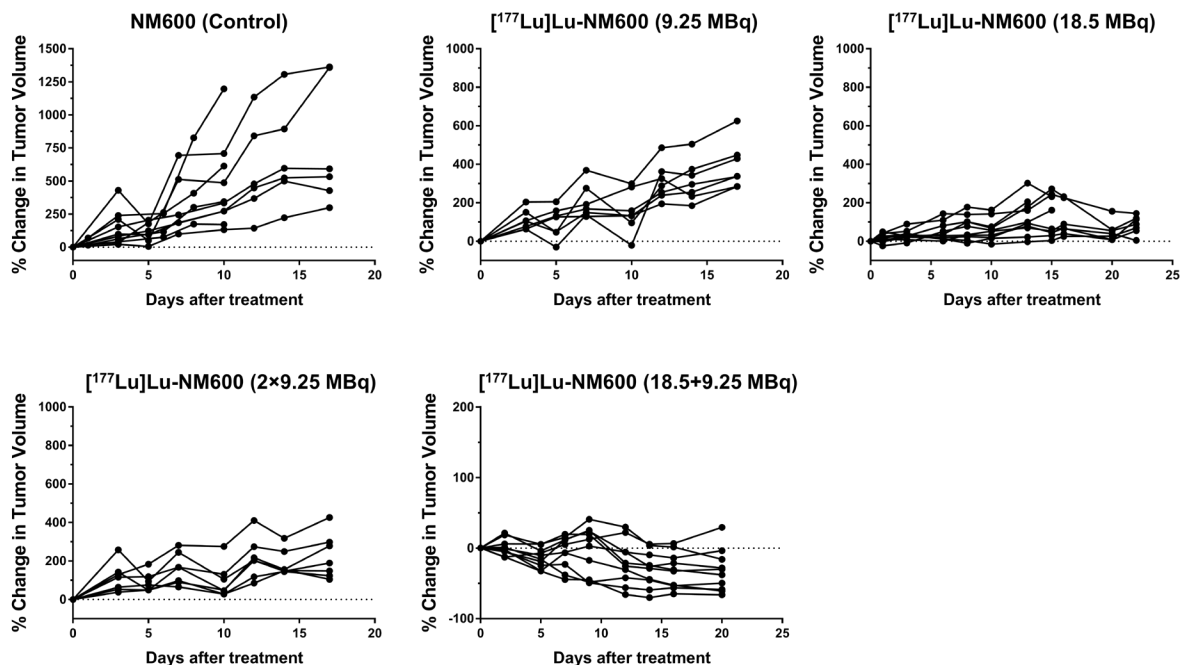 NM600 (Control)
% Change in Tumor Volume
1500
1250
1000
750
500
250
0
0 5 10 15 20
Days after treatment
[¹⁷⁷Lu]Lu-NM600 (9.25 MBq)
% Change in Tumor Volume
1000
800
600
400
200
0
0 5 10 15 20
Days after treatment
[¹⁷⁷Lu]Lu-NM600 (18.5 MBq)
% Change in Tumor Volume
1000
800
600
400
200
0
0 5 10 15 20 25
Days after treatment
[¹⁷⁷Lu]Lu-NM600 (2×9.25 MBq)
% Change in Tumor Volume
1000
800
600
400
200
0
0 5 10 15 20
Days after treatment
[¹⁷⁷Lu]Lu-NM600 (18.5+9.25 MBq)
% Change in Tumor Volume
200
100
0
-100
0 5 10 15 20 25
Days after treatment